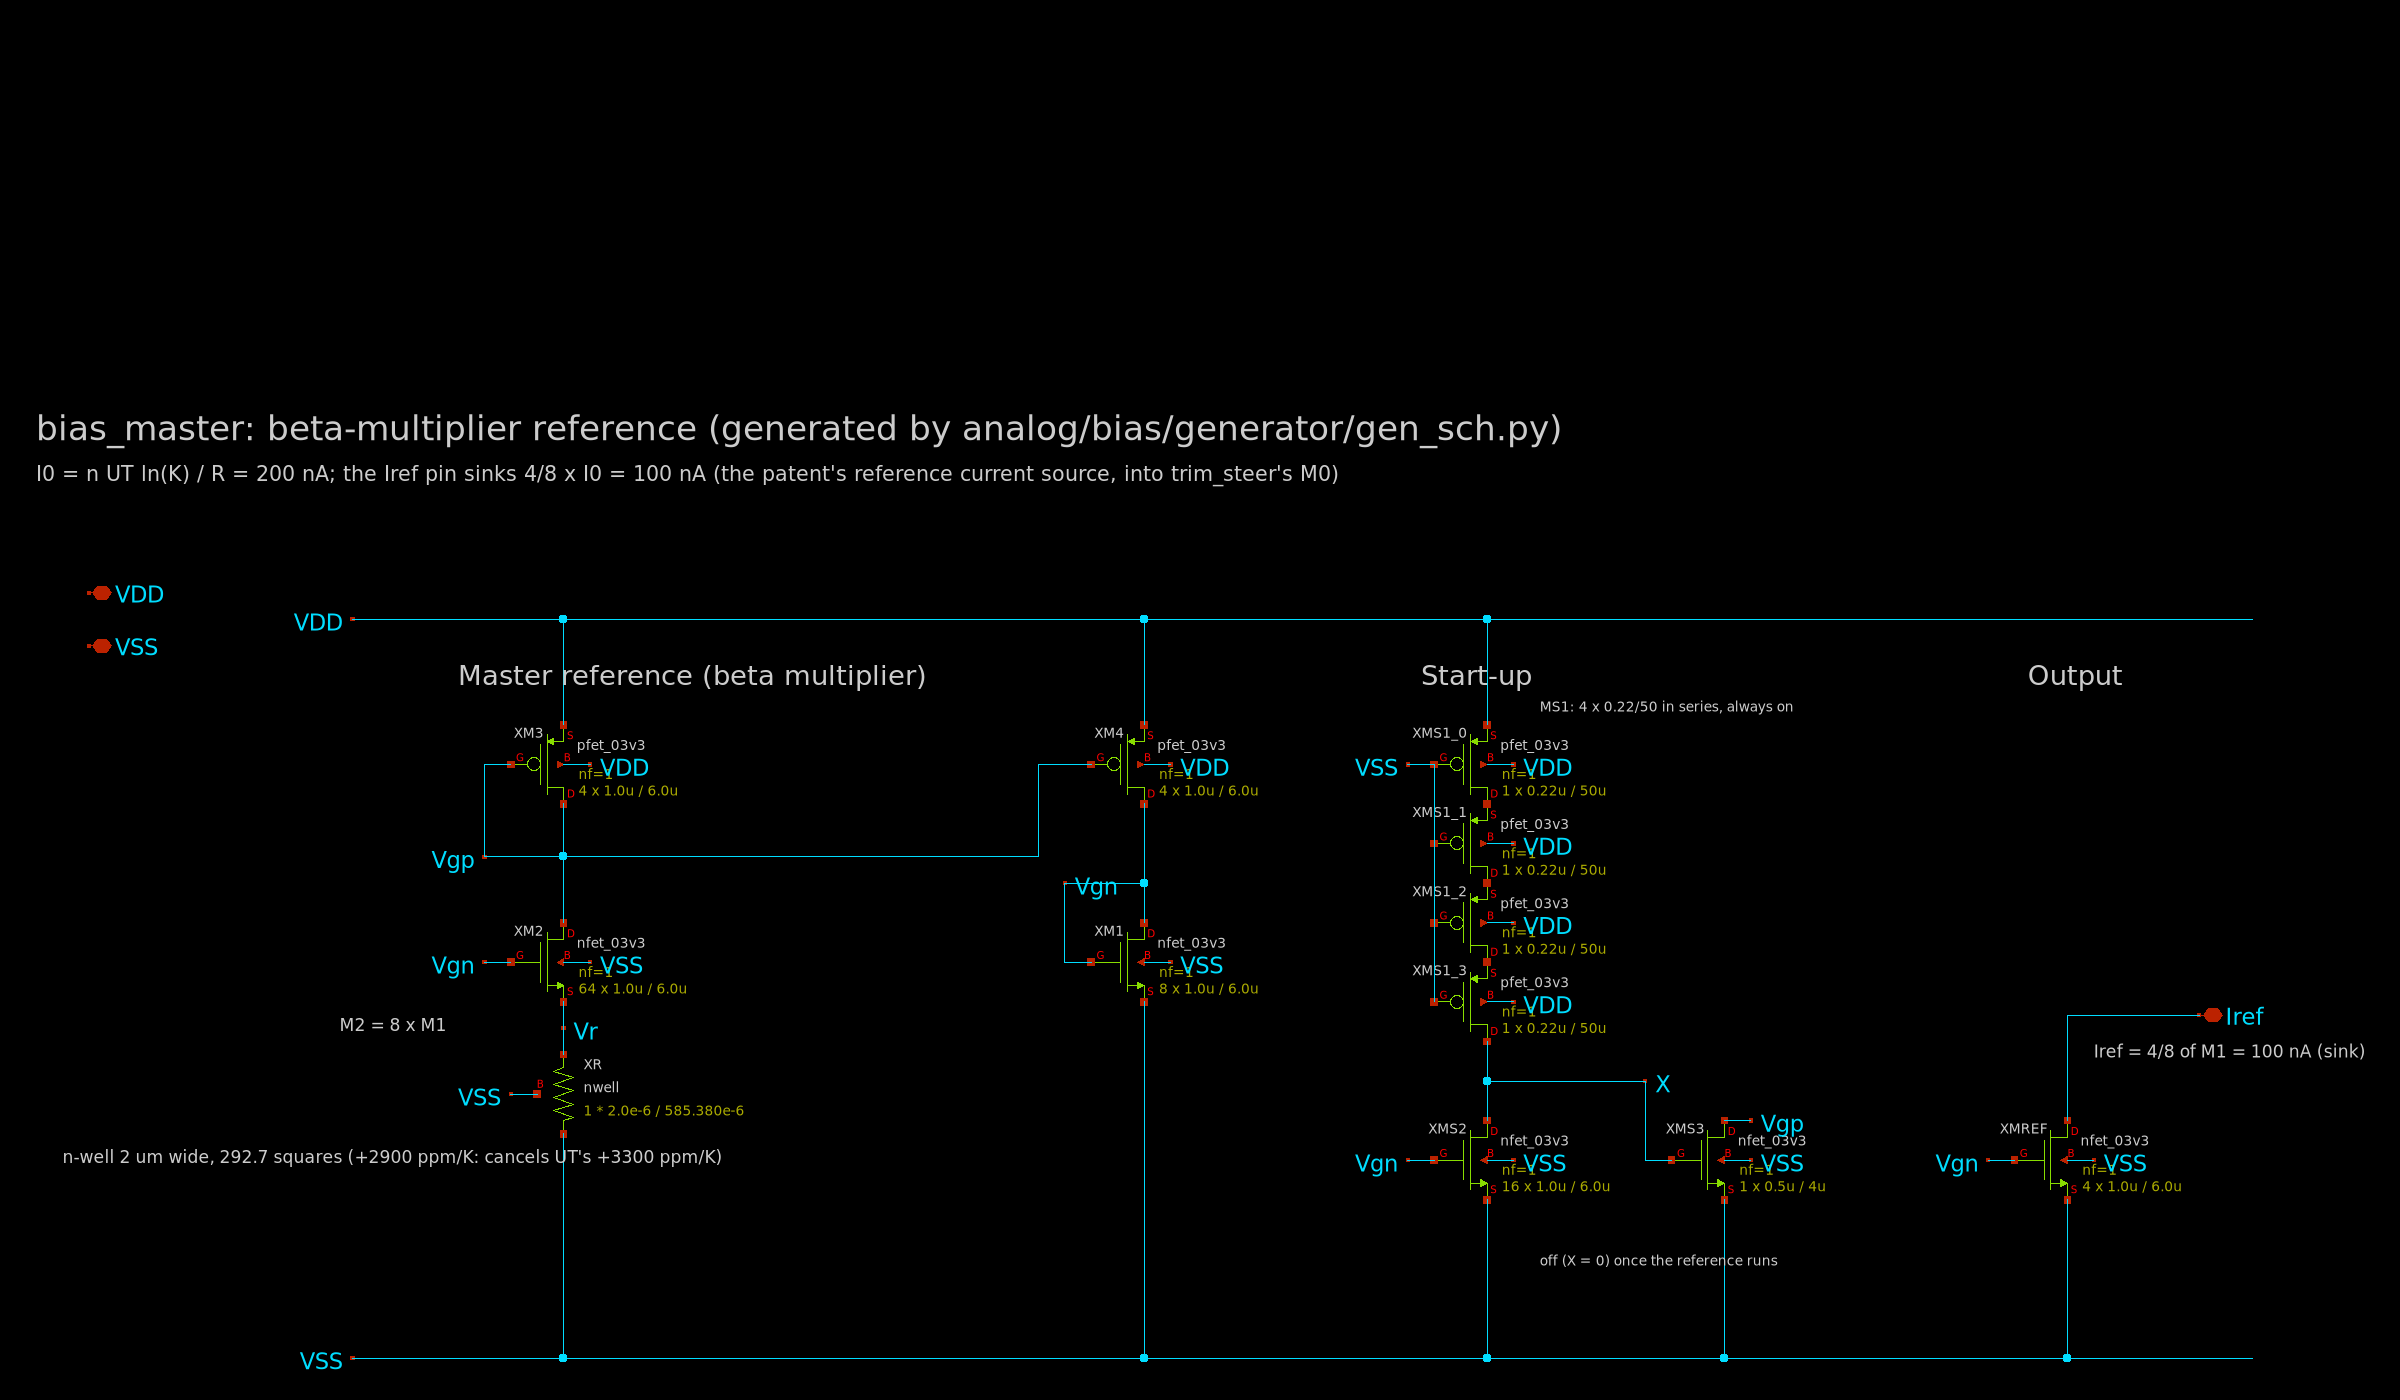 bias_master: beta-multiplier reference (generated by analog/bias/generator/gen_sch.py)
I0 = n UT ln(K) / R = 200 nA; the Iref pin sinks 4/8 x I0 = 100 nA (the patent's reference current source, into trim_steer's M0)
VDD
VSS
VDD
Master reference (beta multiplier)
Start-up
Output
MS1: 4 x 0.22/50 in series, always on
XM3
S
pfet_03v3
G
B
VDD
nf=1
D
4 x 1.0u / 6.0u
Vgp
XM4
S
pfet_03v3
G
B
VDD
nf=1
D
4 x 1.0u / 6.0u
Vgn
XM2
D
nfet_03v3
Vgn
G
B
VSS
nf=1
S
64 x 1.0u / 6.0u
XM1
D
nfet_03v3
G
B
VSS
nf=1
S
8 x 1.0u / 6.0u
M2 = 8 x M1
Vr
XR
nwell
B
VSS
1 * 2.0e-6 / 585.380e-6
n-well 2 um wide, 292.7 squares (+2900 ppm/K: cancels UT's +3300 ppm/K)
XMS1_0
S
pfet_03v3
VSS
G
B
VDD
nf=1
D
1 x 0.22u / 50u
XMS1_1
S
pfet_03v3
G
B
VDD
nf=1
D
1 x 0.22u / 50u
XMS1_2
S
pfet_03v3
G
B
VDD
nf=1
D
1 x 0.22u / 50u
XMS1_3
S
pfet_03v3
G
B
VDD
nf=1
D
1 x 0.22u / 50u
X
XMS2
D
nfet_03v3
Vgn
G
B
VSS
nf=1
S
16 x 1.0u / 6.0u
XMS3
Vgp
D
nfet_03v3
G
B
VSS
nf=1
S
1 x 0.5u / 4u
off (X = 0) once the reference runs
Iref
Iref = 4/8 of M1 = 100 nA (sink)
XMREF
D
nfet_03v3
Vgn
G
B
VSS
nf=1
S
4 x 1.0u / 6.0u
VSS